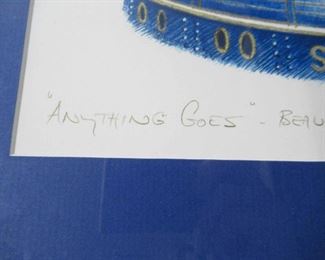 S
"ANYTHING GOES" - BEAU